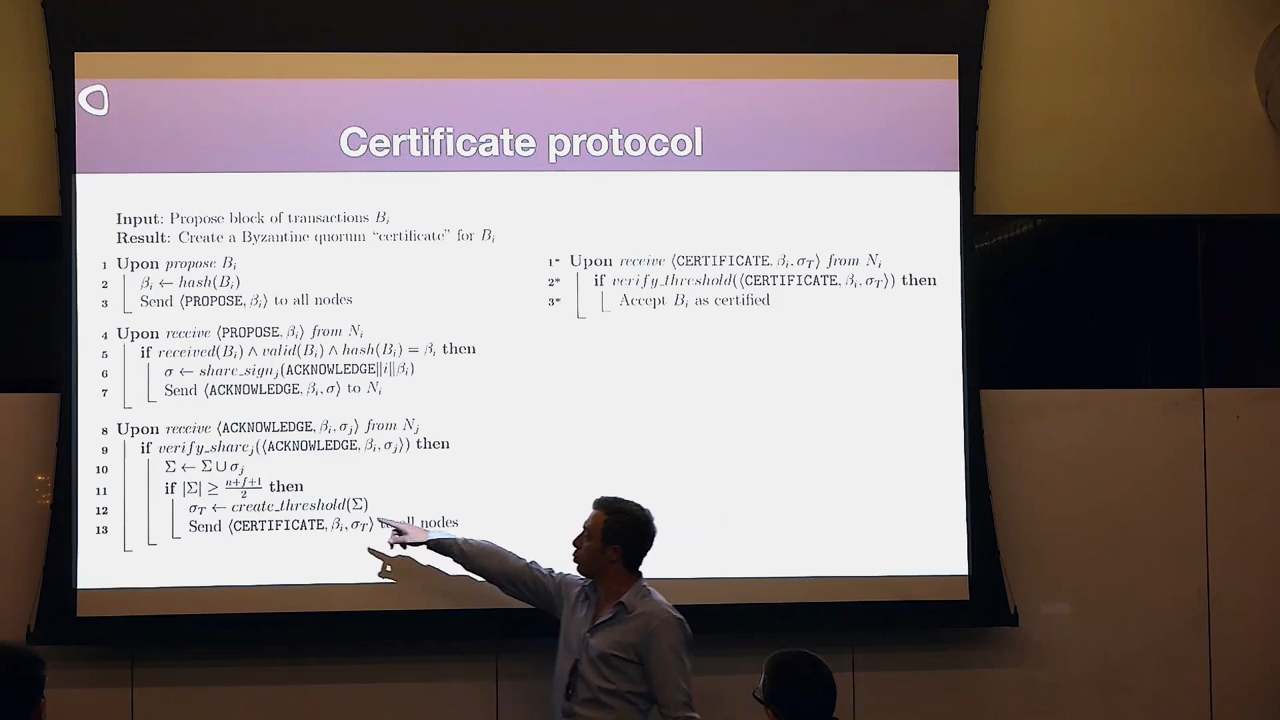 Certificate protocol
Input: Propose block of transactions Bᵢ
Result: Create a Byzantine quorum “certificate” for Bᵢ
1 Upon propose Bᵢ
2 βᵢ ← hash(Bᵢ)
3 Send ⟨PROPOSE, βᵢ⟩ to all nodes
4 Upon receive ⟨PROPOSE, βᵢ⟩ from Nᵢ
5 if received(Bᵢ) ∧ valid(Bᵢ) ∧ hash(Bᵢ) = βᵢ then
6 σ ← share_signⱼ(ACKNOWLEDGE||i||βᵢ)
7 Send ⟨ACKNOWLEDGE, βᵢ, σ⟩ to Nᵢ
8 Upon receive ⟨ACKNOWLEDGE, βᵢ, σⱼ⟩ from Nⱼ
9 if verify_shareⱼ(⟨ACKNOWLEDGE, βᵢ, σⱼ⟩) then
10 Σ ← Σ ∪ σⱼ
11 if |Σ| ≥ (n+f+1)/2 then
12 σ_T ← create_threshold(Σ)
13 Send ⟨CERTIFICATE, βᵢ, σ_T⟩ to all nodes
1* Upon receive ⟨CERTIFICATE, βᵢ, σ_T⟩ from Nᵢ
2* if verify_threshold(⟨CERTIFICATE, βᵢ, σ_T⟩) then
3* Accept Bᵢ as certified